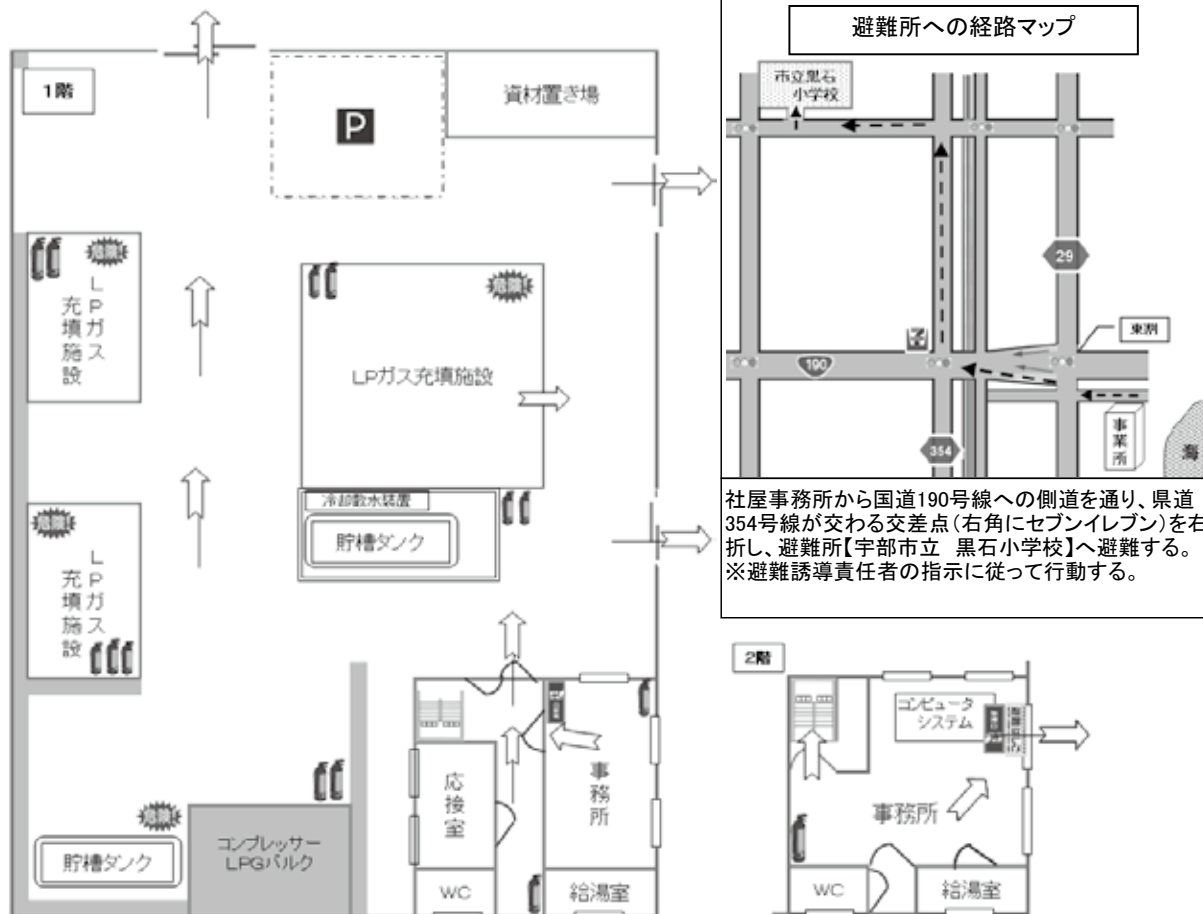 1階
P
資材置き場
危険!
LPガス
充填施設
危険!
LPガス充填施設
冷却散水装置
貯槽タンク
危険!
LPガス
充填施設
危険!
貯槽タンク
コンプレッサー
LPGバルク
応接室
事務所
WC
給湯室
避難所への経路マップ
市立黒石
小学校
29
190
354
事業所
海
社屋事務所から国道190号線への側道を通り、県道
354号線が交わる交差点（右角にセブンイレブン）を右
折し、避難所【宇部市立 黒石小学校】へ避難する。
※避難誘導責任者の指示に従って行動する。
2階
コンピュータ
システム
事務所
WC
給湯室